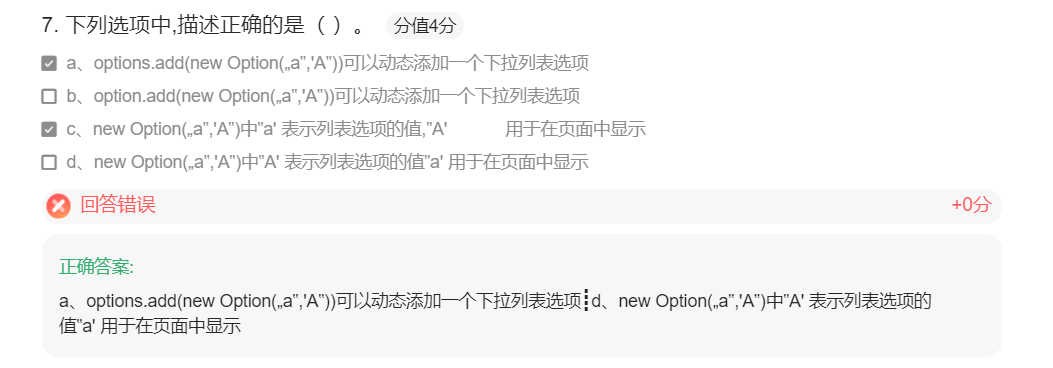 7. 下列选项中,描述正确的是（ ）。 分值4分
a、options.add(new Option(„a‟,'A‟))可以动态添加一个下拉列表选项
b、option.add(new Option(„a‟,'A‟))可以动态添加一个下拉列表选项
c、new Option(„a‟,'A‟)中‟a' 表示列表选项的值,‟A' 用于在页面中显示
d、new Option(„a‟,'A‟)中‟A' 表示列表选项的值‟a' 用于在页面中显示
回答错误 +0分
正确答案:
a、options.add(new Option(„a‟,'A‟))可以动态添加一个下拉列表选项┋d、new Option(„a‟,'A‟)中‟A' 表示列表选项的
值‟a' 用于在页面中显示